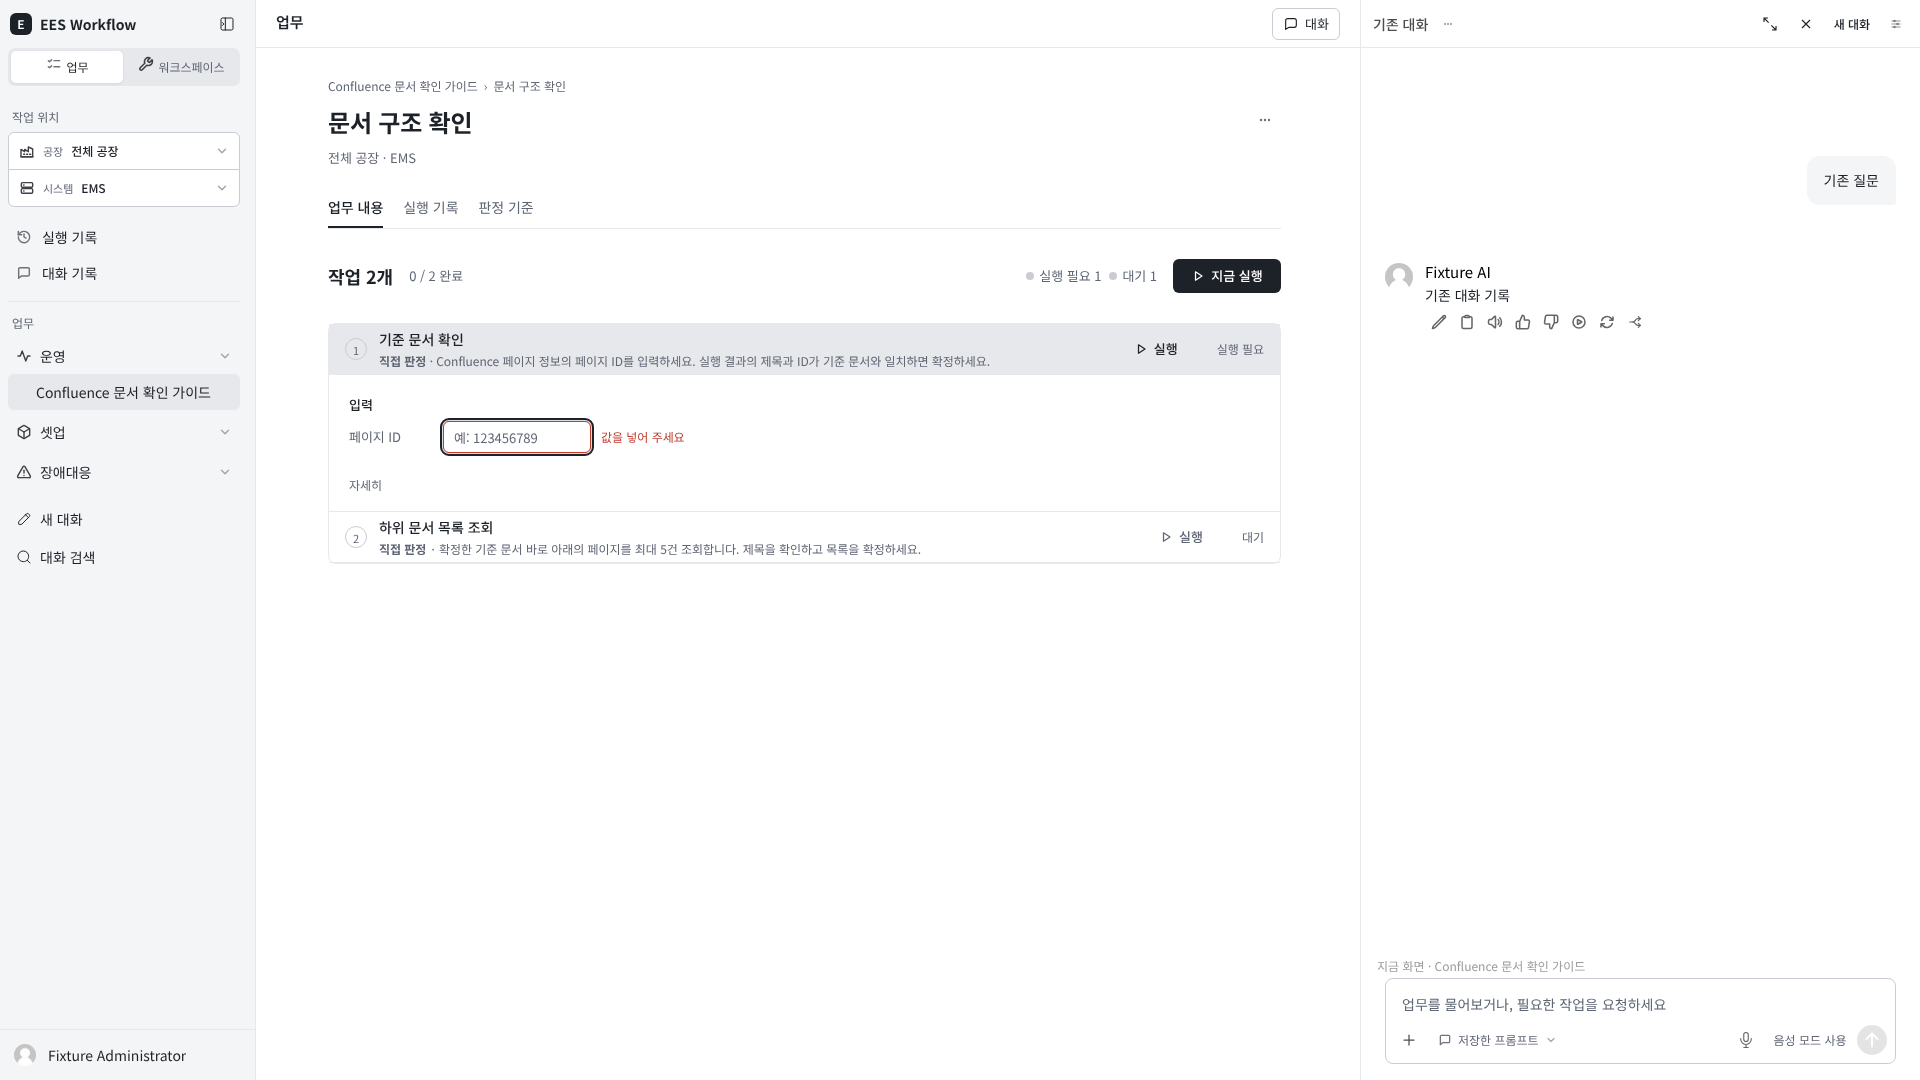 E EES Workflow
업무
워크스페이스
작업 위치
공장 전체 공장
시스템 EMS
실행 기록
대화 기록
업무
운영
Confluence 문서 확인 가이드
셋업
장애대응
새 대화
대화 검색
Fixture Administrator
업무
대화
Confluence 문서 확인 가이드 › 문서 구조 확인
문서 구조 확인
전체 공장 · EMS
업무 내용 실행 기록 판정 기준
작업 2개 0 / 2 완료 실행 필요 1 대기 1 지금 실행
1 기준 문서 확인
직접 판정 · Confluence 페이지 정보의 페이지 ID를 입력하세요. 실행 결과의 제목과 ID가 기준 문서와 일치하면 확정하세요.
실행 실행 필요
입력
페이지 ID 예: 123456789 값을 넣어 주세요
자세히
2 하위 문서 목록 조회
직접 판정 · 확정한 기준 문서 바로 아래의 페이지를 최대 5건 조회합니다. 제목을 확인하고 목록을 확정하세요.
실행 대기
기존 대화 ··· 새 대화
기존 질문
Fixture AI
기존 대화 기록
지금 화면 · Confluence 문서 확인 가이드
업무를 물어보거나, 필요한 작업을 요청하세요
저장한 프롬프트 음성 모드 사용